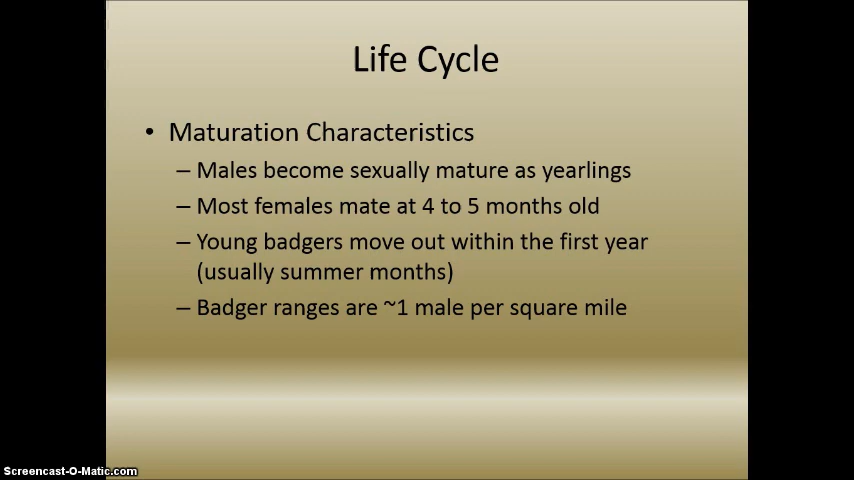 Life Cycle
• Maturation Characteristics
– Males become sexually mature as yearlings
– Most females mate at 4 to 5 months old
– Young badgers move out within the first year
(usually summer months)
– Badger ranges are ~1 male per square mile
Screencast-O-Matic.com